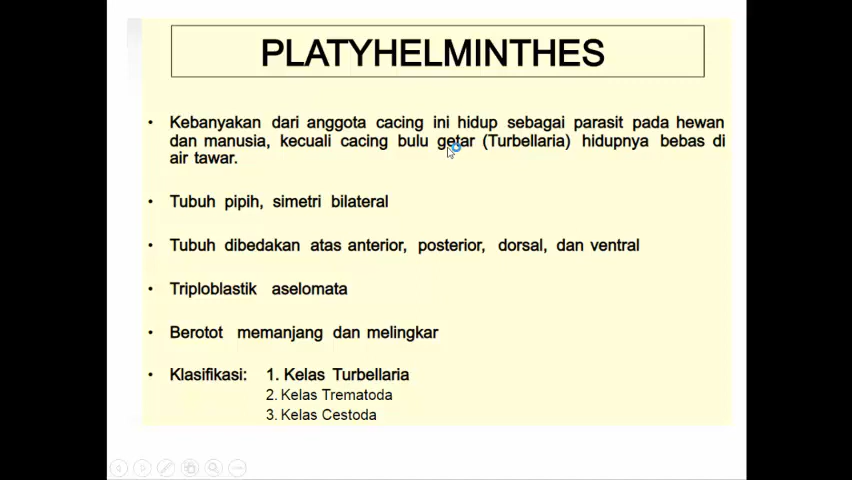 PLATYHELMINTHES
• Kebanyakan dari anggota cacing ini hidup sebagai parasit pada hewan
dan manusia, kecuali cacing bulu getar (Turbellaria) hidupnya bebas di
air tawar.
• Tubuh pipih, simetri bilateral
• Tubuh dibedakan atas anterior, posterior, dorsal, dan ventral
• Triploblastik aselomata
• Berotot memanjang dan melingkar
• Klasifikasi: 1. Kelas Turbellaria
2. Kelas Trematoda
3. Kelas Cestoda